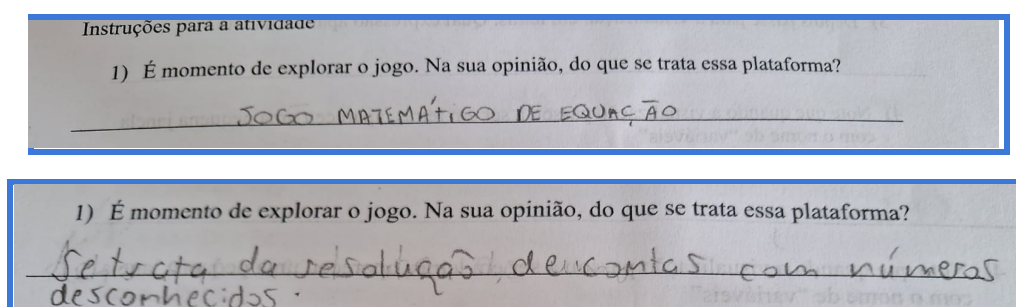 Instruções para a atividade
1) É momento de explorar o jogo. Na sua opinião, do que se trata essa plataforma?
JOGO MATEMÁTIGO DE EQUAÇÃO
1) É momento de explorar o jogo. Na sua opinião, do que se trata essa plataforma?
Se trata da resolução de contas com números
desconhecidos.